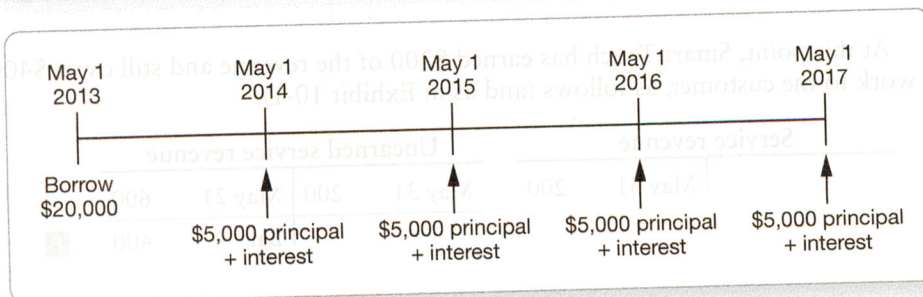 May 1
2013
May 1
2014
May 1
2015
May 1
2016
May 1
2017
Borrow
$20,000
$5,000 principal
+ interest
$5,000 principal
+ interest
$5,000 principal
+ interest
$5,000 principal
+ interest